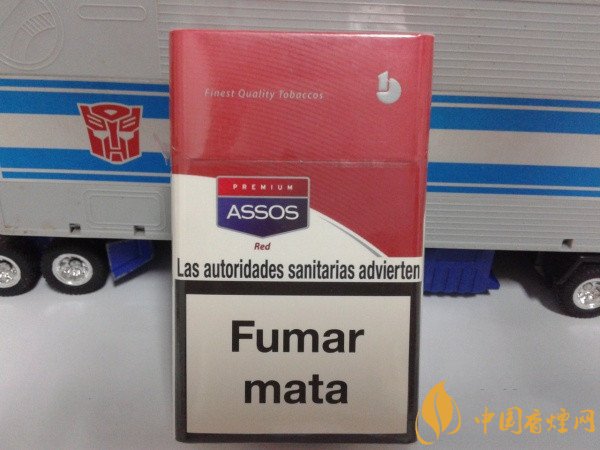 Finest Quality Tobaccos
PREMIUM
ASSOS
Red
Las autoridades sanitarias advierten
Fumar
mata
中国香烟网